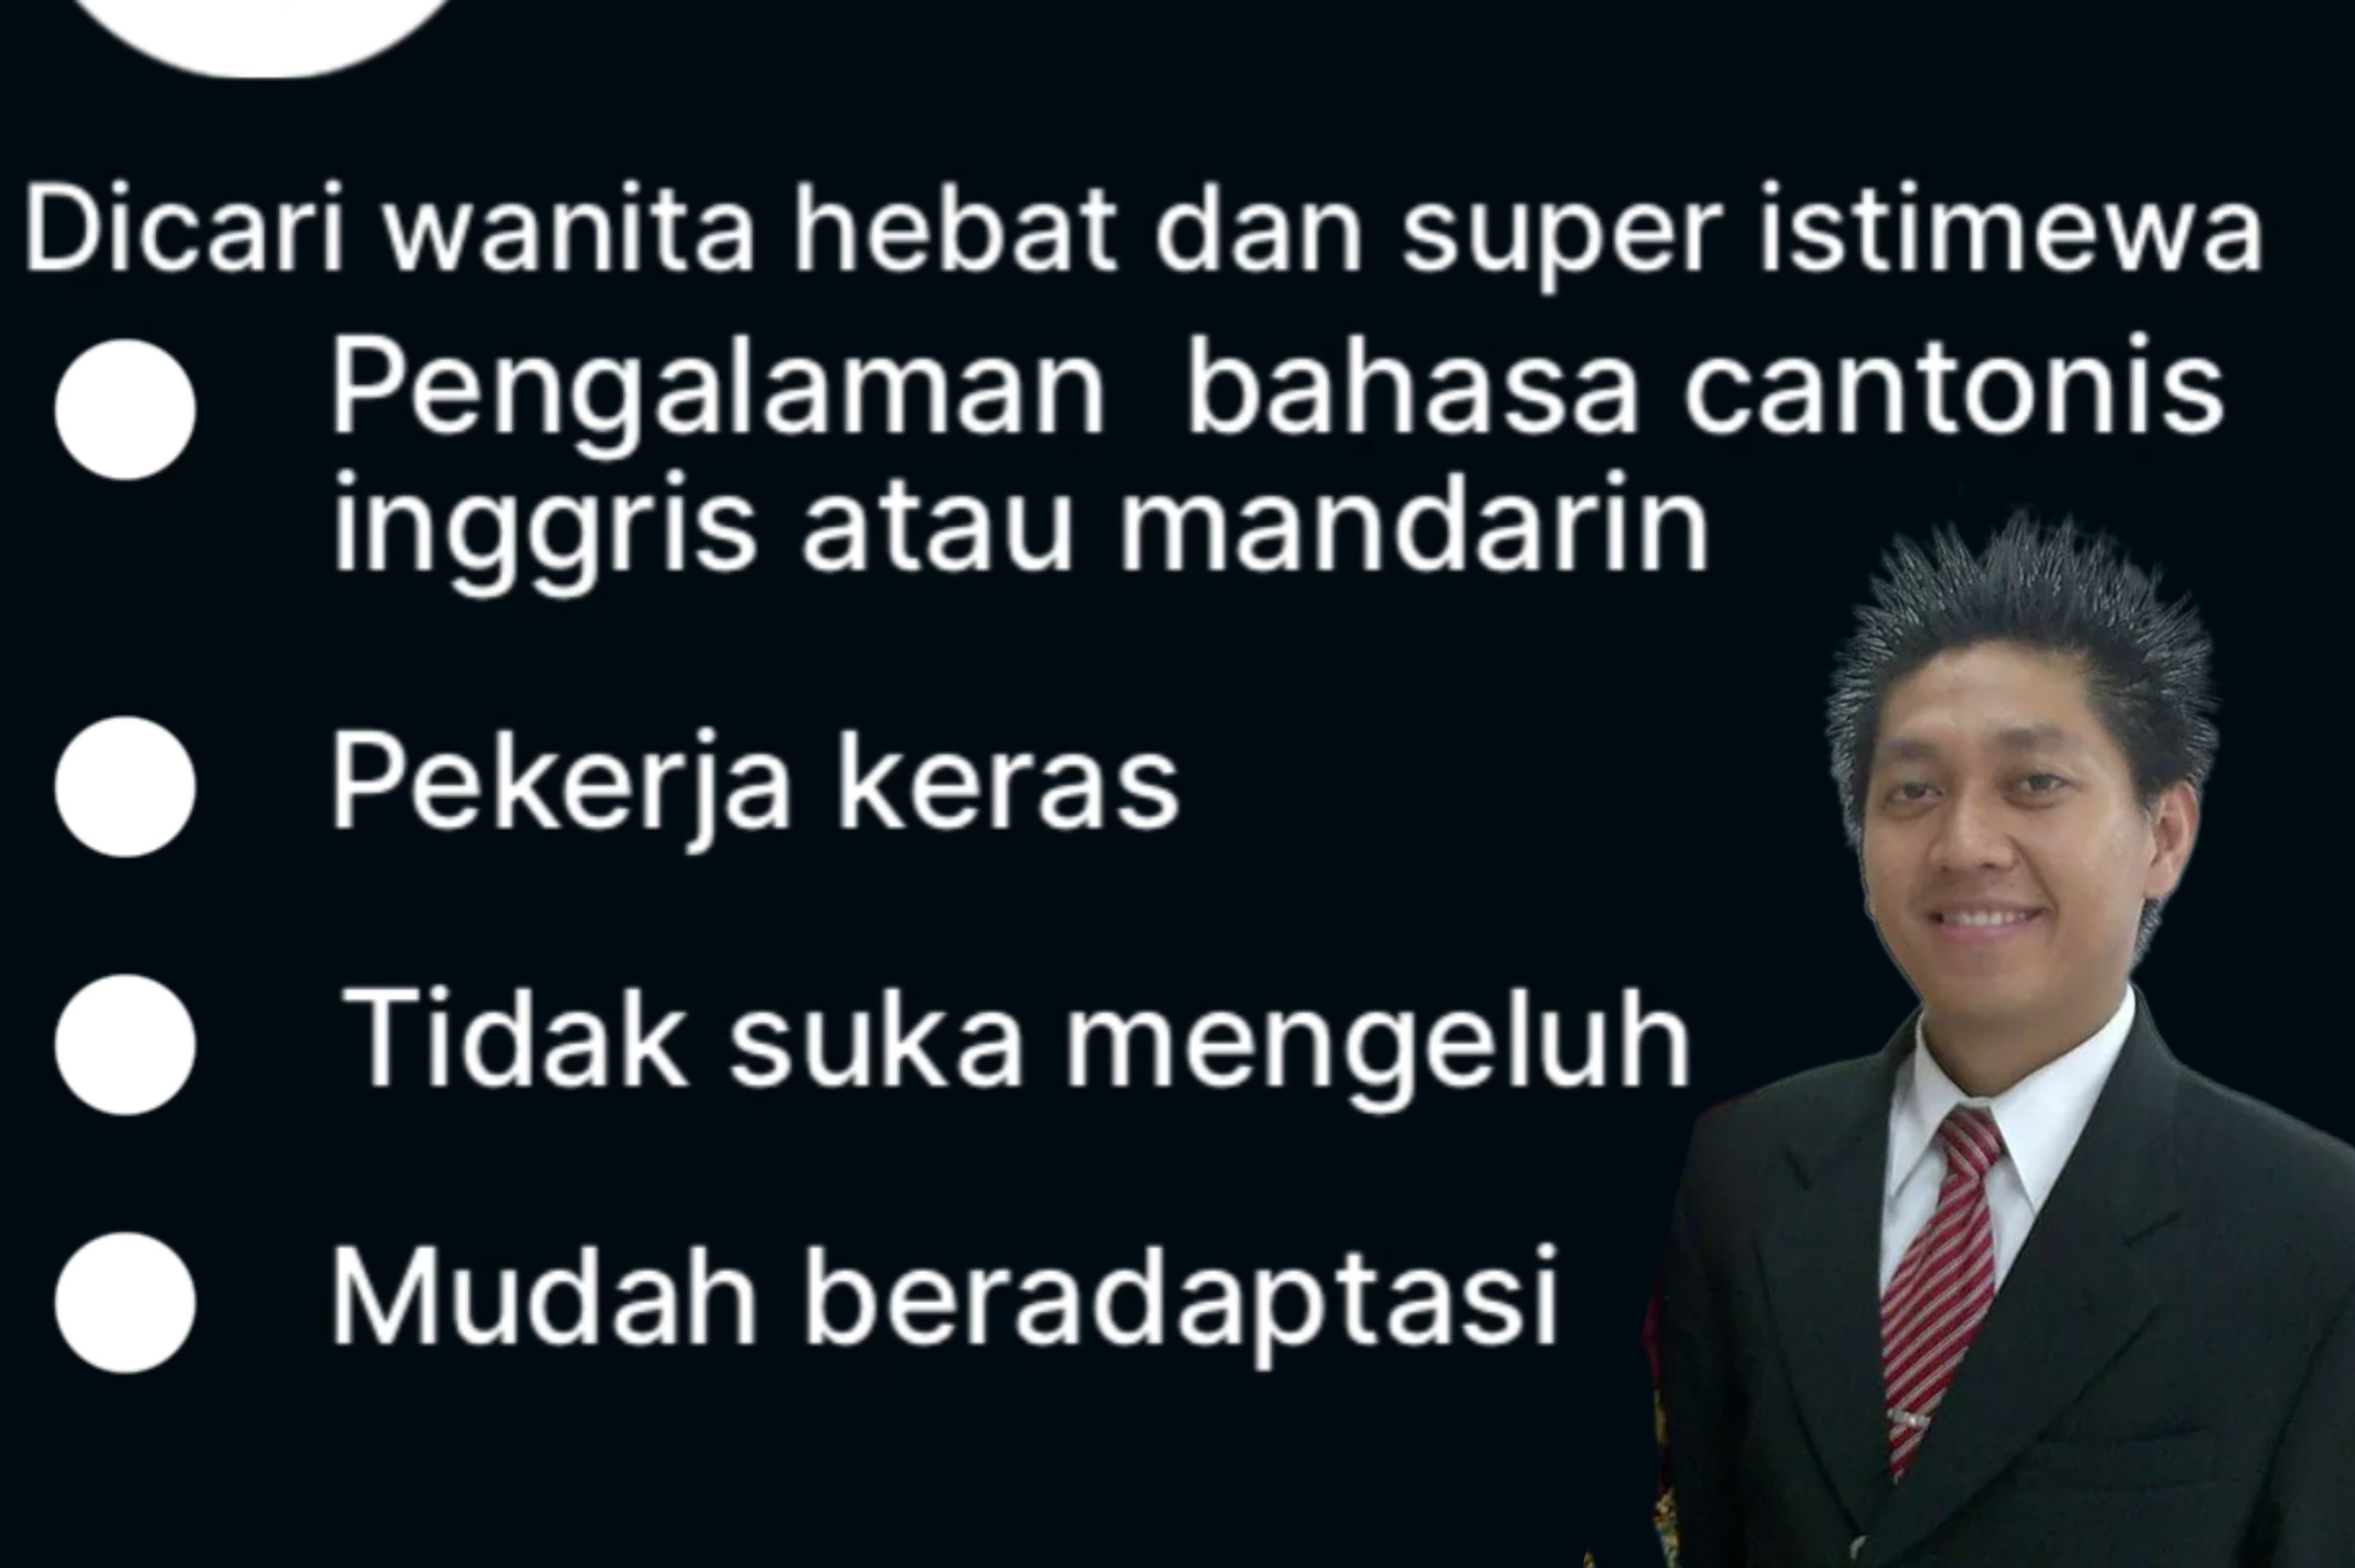 Dicari wanita hebat dan super istimewa
Pengalaman  bahasa cantonis
inggris atau mandarin
Pekerja keras
Tidak suka mengeluh
Mudah beradaptasi